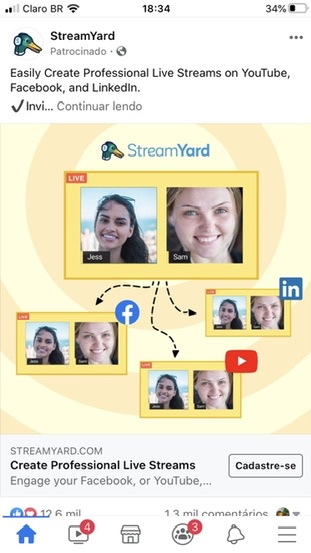 Claro BR
18:34
34%
StreamYard
Patrocinado ·
Easily Create Professional Live Streams on YouTube,
Facebook, and LinkedIn.
✔Invi... Continuar lendo
StreamYard
LIVE
Jess
Sam
in
LIVE
Jess
Sam
f
LIVE
Jess
Sam
LIVE
Jess
Sam
STREAMYARD.COM
Create Professional Live Streams
Engage your Facebook, or YouTube,...
Cadastre-se
12,6 mil
1,3 mil comentários
4
3